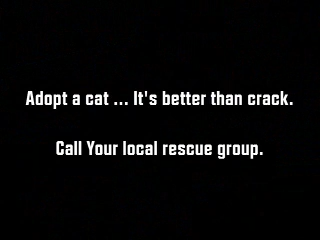 Adopt a cat ... It's better than crack.
Call Your local rescue group.